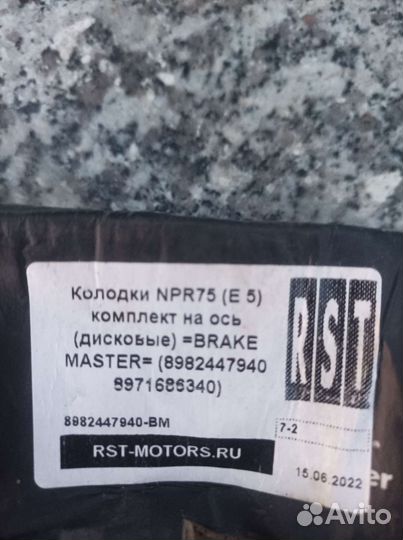 Колодки NPR75 (Е 5)
комплект на ось
(дисковые) =BRAKE
MASTER= (8982447940
8971686340)
8982447940-BM
RST-MOTORS.RU
RST
7-2
15.06.2022
er
Avito